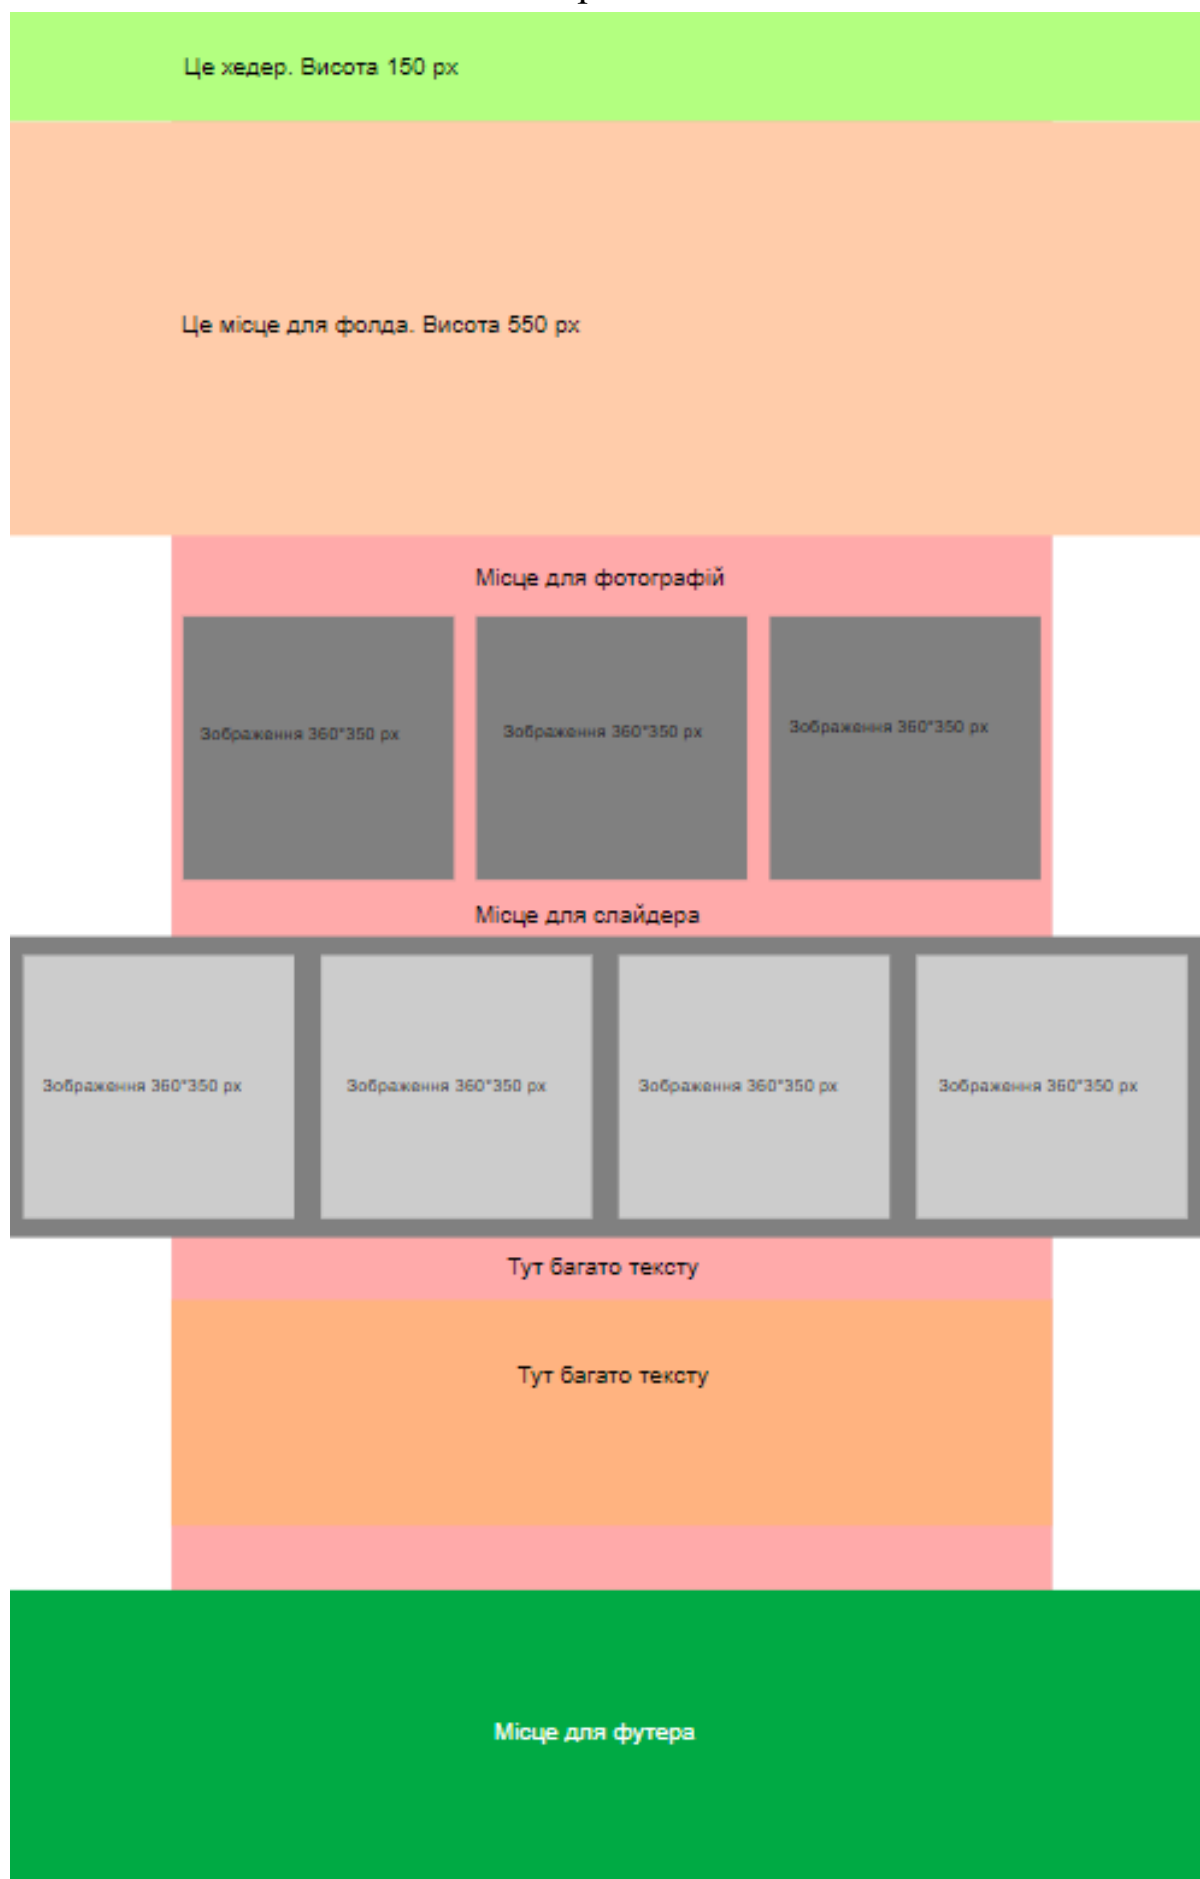 Це хедер. Висота 150 px
Це місце для фолда. Висота 550 px
Місце для фотографій
Зображення 360*350 px
Зображення 360*350 px
Зображення 360*350 px
Місце для слайдера
Зображення 360*350 px
Зображення 360*350 px
Зображення 360*350 px
Зображення 360*350 px
Тут багато тексту
Тут багато тексту
Місце для футера